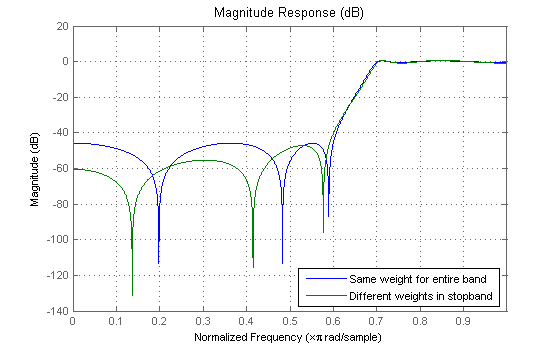 Magnitude Response (dB)
20
0
-20
-40
-60
-80
-100
-120
-140
Magnitude (dB)
0 0.1 0.2 0.3 0.4 0.5 0.6 0.7 0.8 0.9
Normalized Frequency (×π rad/sample)
Same weight for entire band
Different weights in stopband